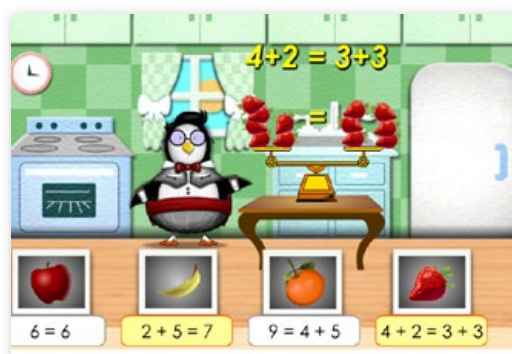 4+2 = 3+3
=
6 = 6
2 + 5 = 7
9 = 4 + 5
4 + 2 = 3 + 3